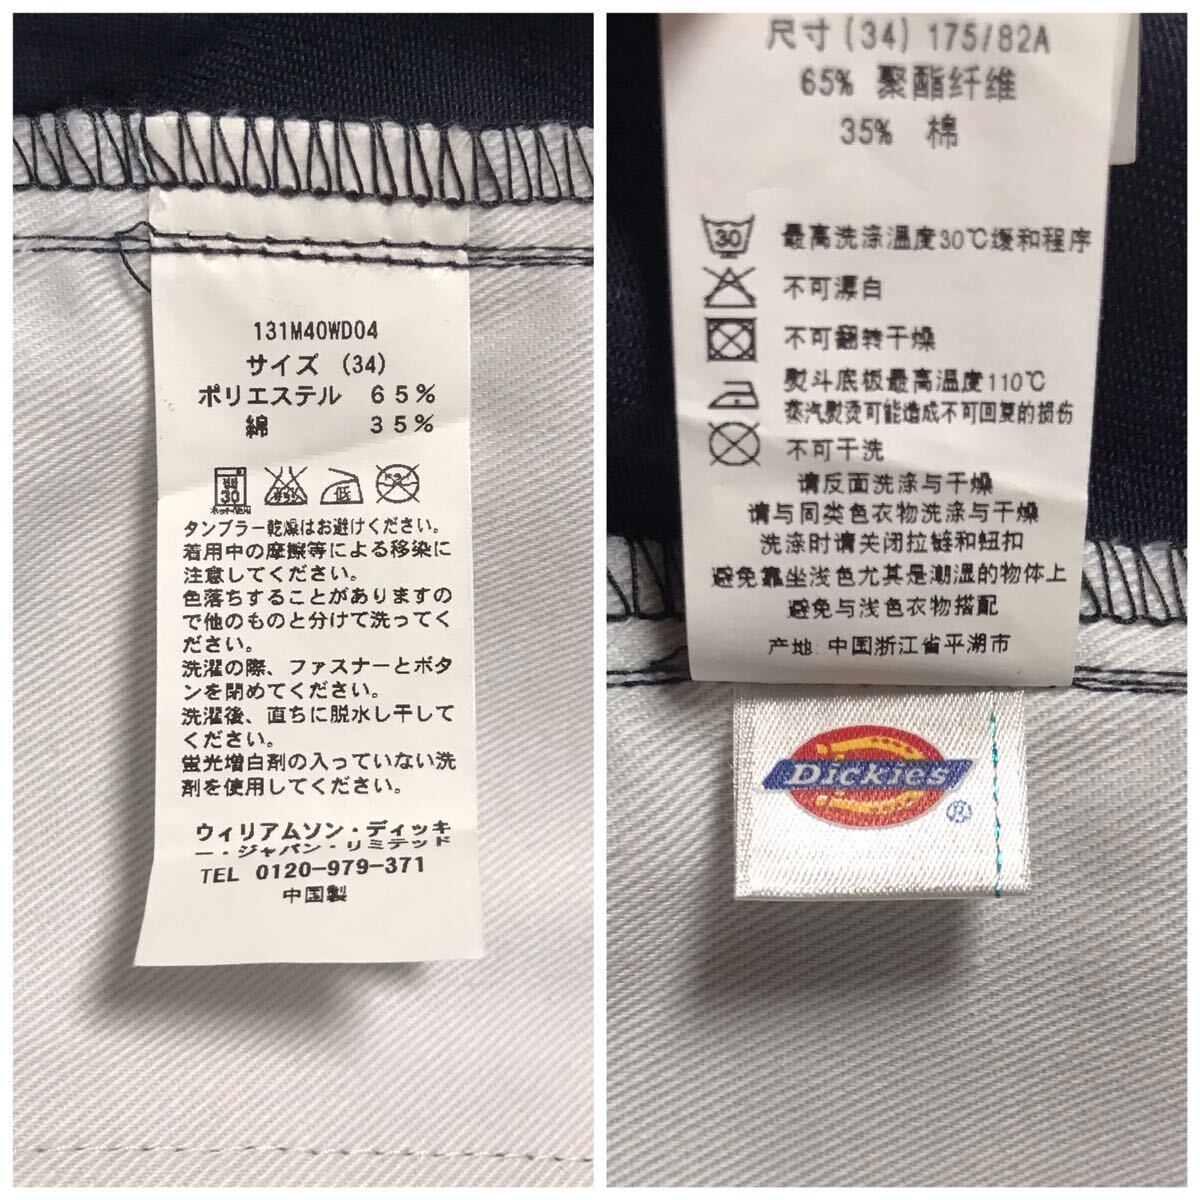 131M40WD04
サイズ (34)
ポリエステル 65%
綿 35%
30
低
タンブラー乾燥はお避けください。
着用中の摩擦等による移染に
注意してください。
色落ちすることがありますの
で他のものと分けて洗ってく
ださい。
洗濯の際、ファスナーとボタ
ンを閉めてください。
洗濯後、直ちに脱水し干して
ください。
蛍光増白剤の入っていない洗
剤を使用してください。
ウィリアムソン・ディッキ
ー・ジャパン・リミテッド
TEL 0120-979-371
中国製
尺寸(34) 175/82A
65% 聚酯纤维
35% 棉
30
最高洗涤温度30℃缓和程序
不可漂白
不可翻转干燥
熨斗底板最高温度110℃
蒸汽熨烫可能造成不可回复的损伤
不可干洗
请反面洗涤与干燥
请与同类色衣物洗涤与干燥
洗涤时请关闭拉链和钮扣
避免靠坐浅色尤其是潮湿的物体上
避免与浅色衣物搭配
产地: 中国浙江省平湖市
Dickies
®